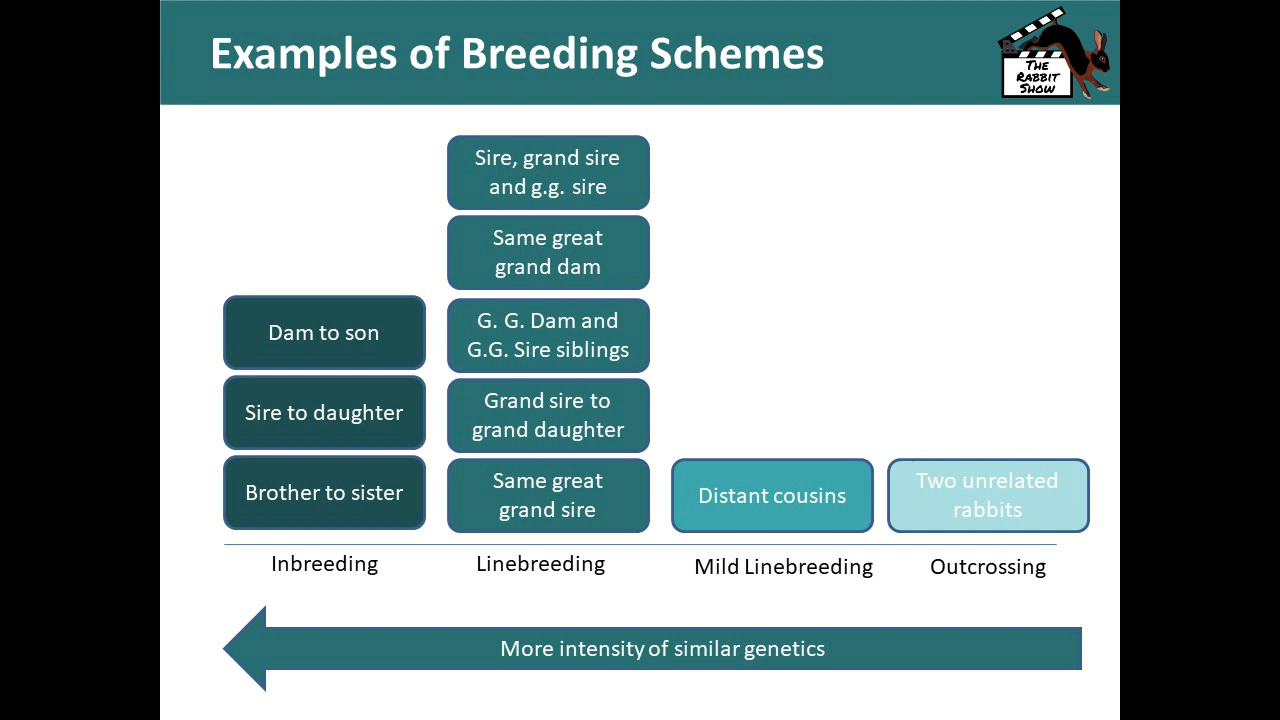 Examples of Breeding Schemes
THE
RABBIT
SHOW
Sire, grand sire
and g.g. sire
Same great
grand dam
Dam to son
G. G. Dam and
G.G. Sire siblings
Sire to daughter
Grand sire to
grand daughter
Brother to sister
Same great
grand sire
Distant cousins
Two unrelated
rabbits
Inbreeding
Linebreeding
Mild Linebreeding
Outcrossing
More intensity of similar genetics